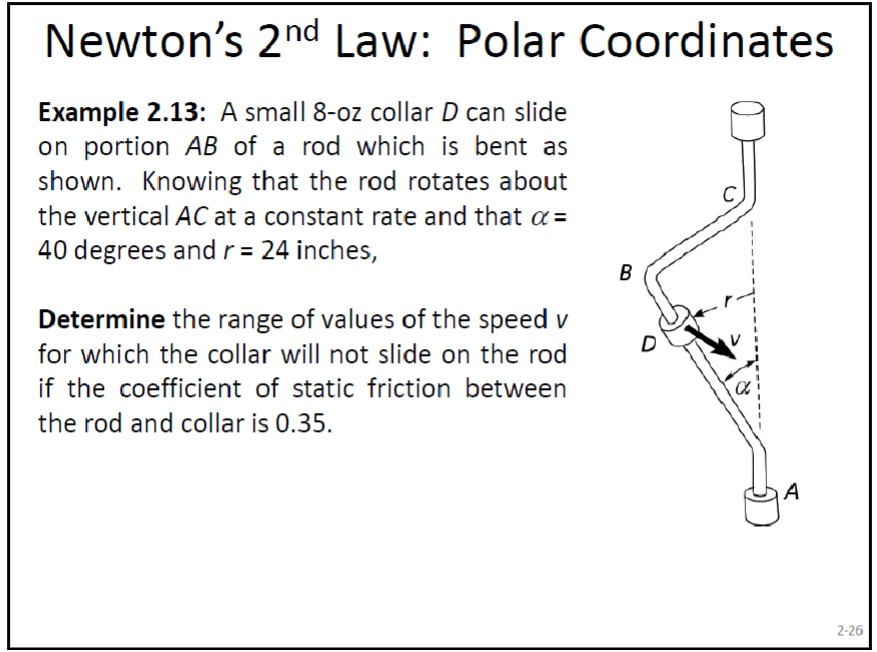 Newton's 2nd Law: Polar Coordinates
Example 2.13: A small 8-oz collar D can slide
on portion AB of a rod which is bent as
shown. Knowing that the rod rotates about
the vertical AC at a constant rate and that α =
40 degrees and r = 24 inches,
Determine the range of values of the speed v
for which the collar will not slide on the rod
if the coefficient of static friction between
the rod and collar is 0.35.
C
B
r
D
v
α
A
2-26